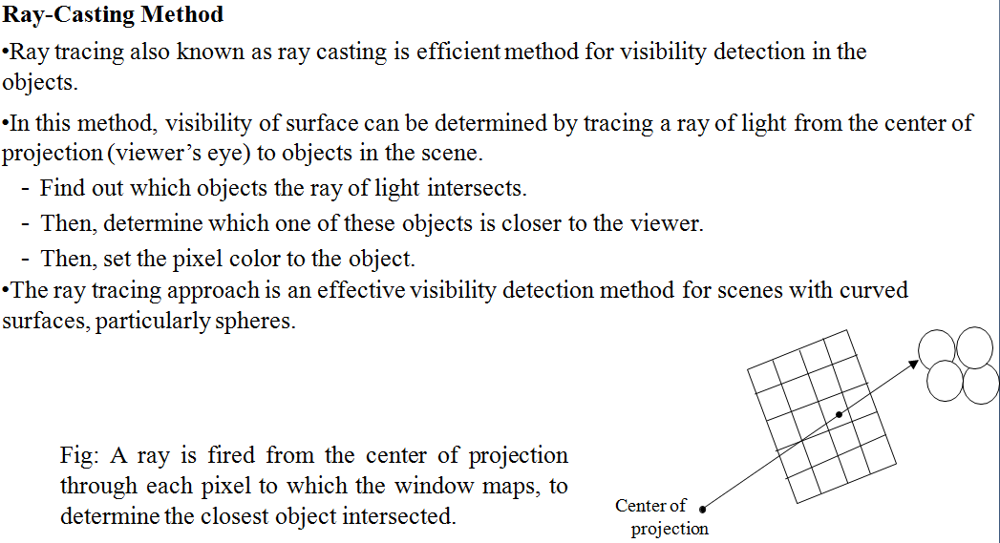 Ray-Casting Method
•Ray tracing also known as ray casting is efficient method for visibility detection in the
objects.
•In this method, visibility of surface can be determined by tracing a ray of light from the center of
projection (viewer's eye) to objects in the scene.
- Find out which objects the ray of light intersects.
- Then, determine which one of these objects is closer to the viewer.
- Then, set the pixel color to the object.
•The ray tracing approach is an effective visibility detection method for scenes with curved
surfaces, particularly spheres.
Fig: A ray is fired from the center of projection
through each pixel to which the window maps, to
determine the closest object intersected.
Center of
projection